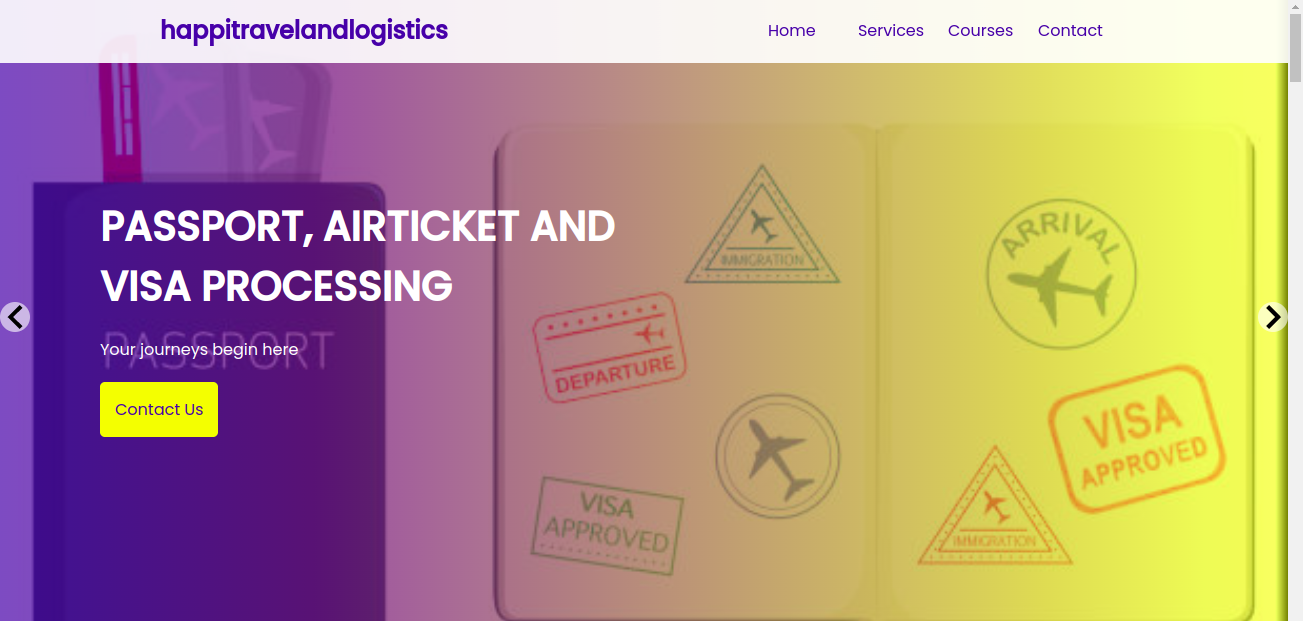 happitravelandlogistics
Home Services Courses Contact
PASSPORT, AIRTICKET AND
VISA PROCESSING
PASSPORT
Your journeys begin here
Contact Us
IMMIGRATION
ARRIVAL
DEPARTURE
VISA
APPROVED
VISA
APPROVED
IMMIGRATION